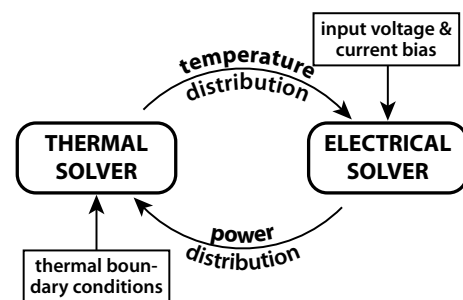 input voltage &
current bias
temperature
distribution
THERMAL
SOLVER
ELECTRICAL
SOLVER
power
distribution
thermal boun-
dary conditions